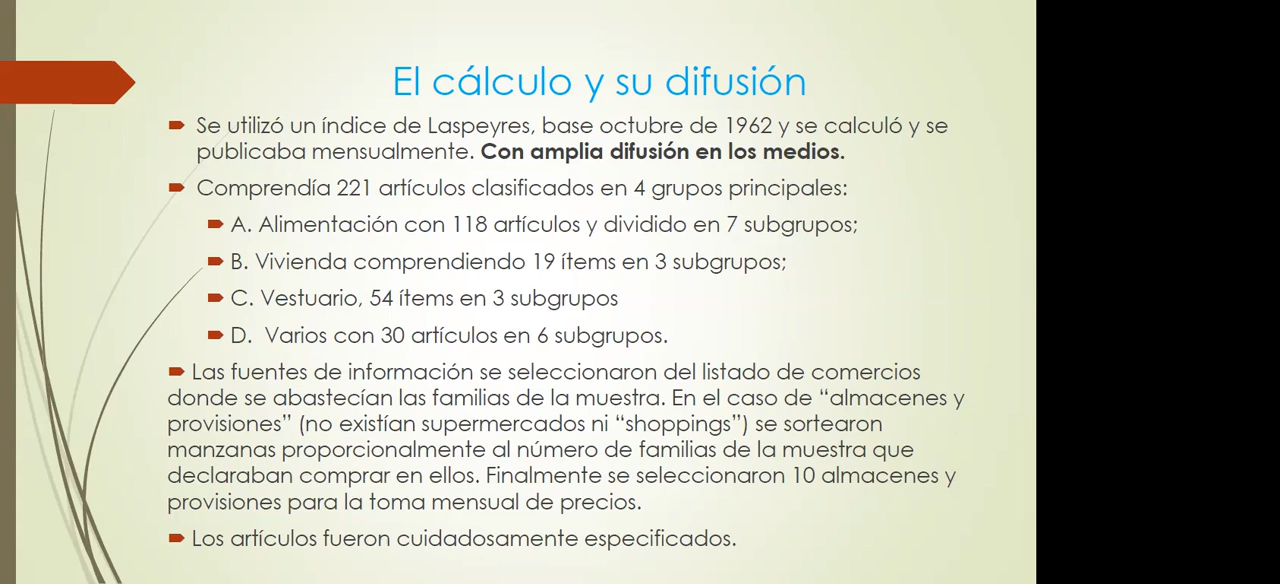 El cálculo y su difusión
Se utilizó un índice de Laspeyres, base octubre de 1962 y se calculó y se
publicaba mensualmente. Con amplia difusión en los medios.
Comprendía 221 artículos clasificados en 4 grupos principales:
A. Alimentación con 118 artículos y dividido en 7 subgrupos;
B. Vivienda comprendiendo 19 ítems en 3 subgrupos;
C. Vestuario, 54 ítems en 3 subgrupos
D. Varios con 30 artículos en 6 subgrupos.
Las fuentes de información se seleccionaron del listado de comercios
donde se abastecían las familias de la muestra. En el caso de “almacenes y
provisiones” (no existían supermercados ni “shoppings”) se sortearon
manzanas proporcionalmente al número de familias de la muestra que
declaraban comprar en ellos. Finalmente se seleccionaron 10 almacenes y
provisiones para la toma mensual de precios.
Los artículos fueron cuidadosamente especificados.